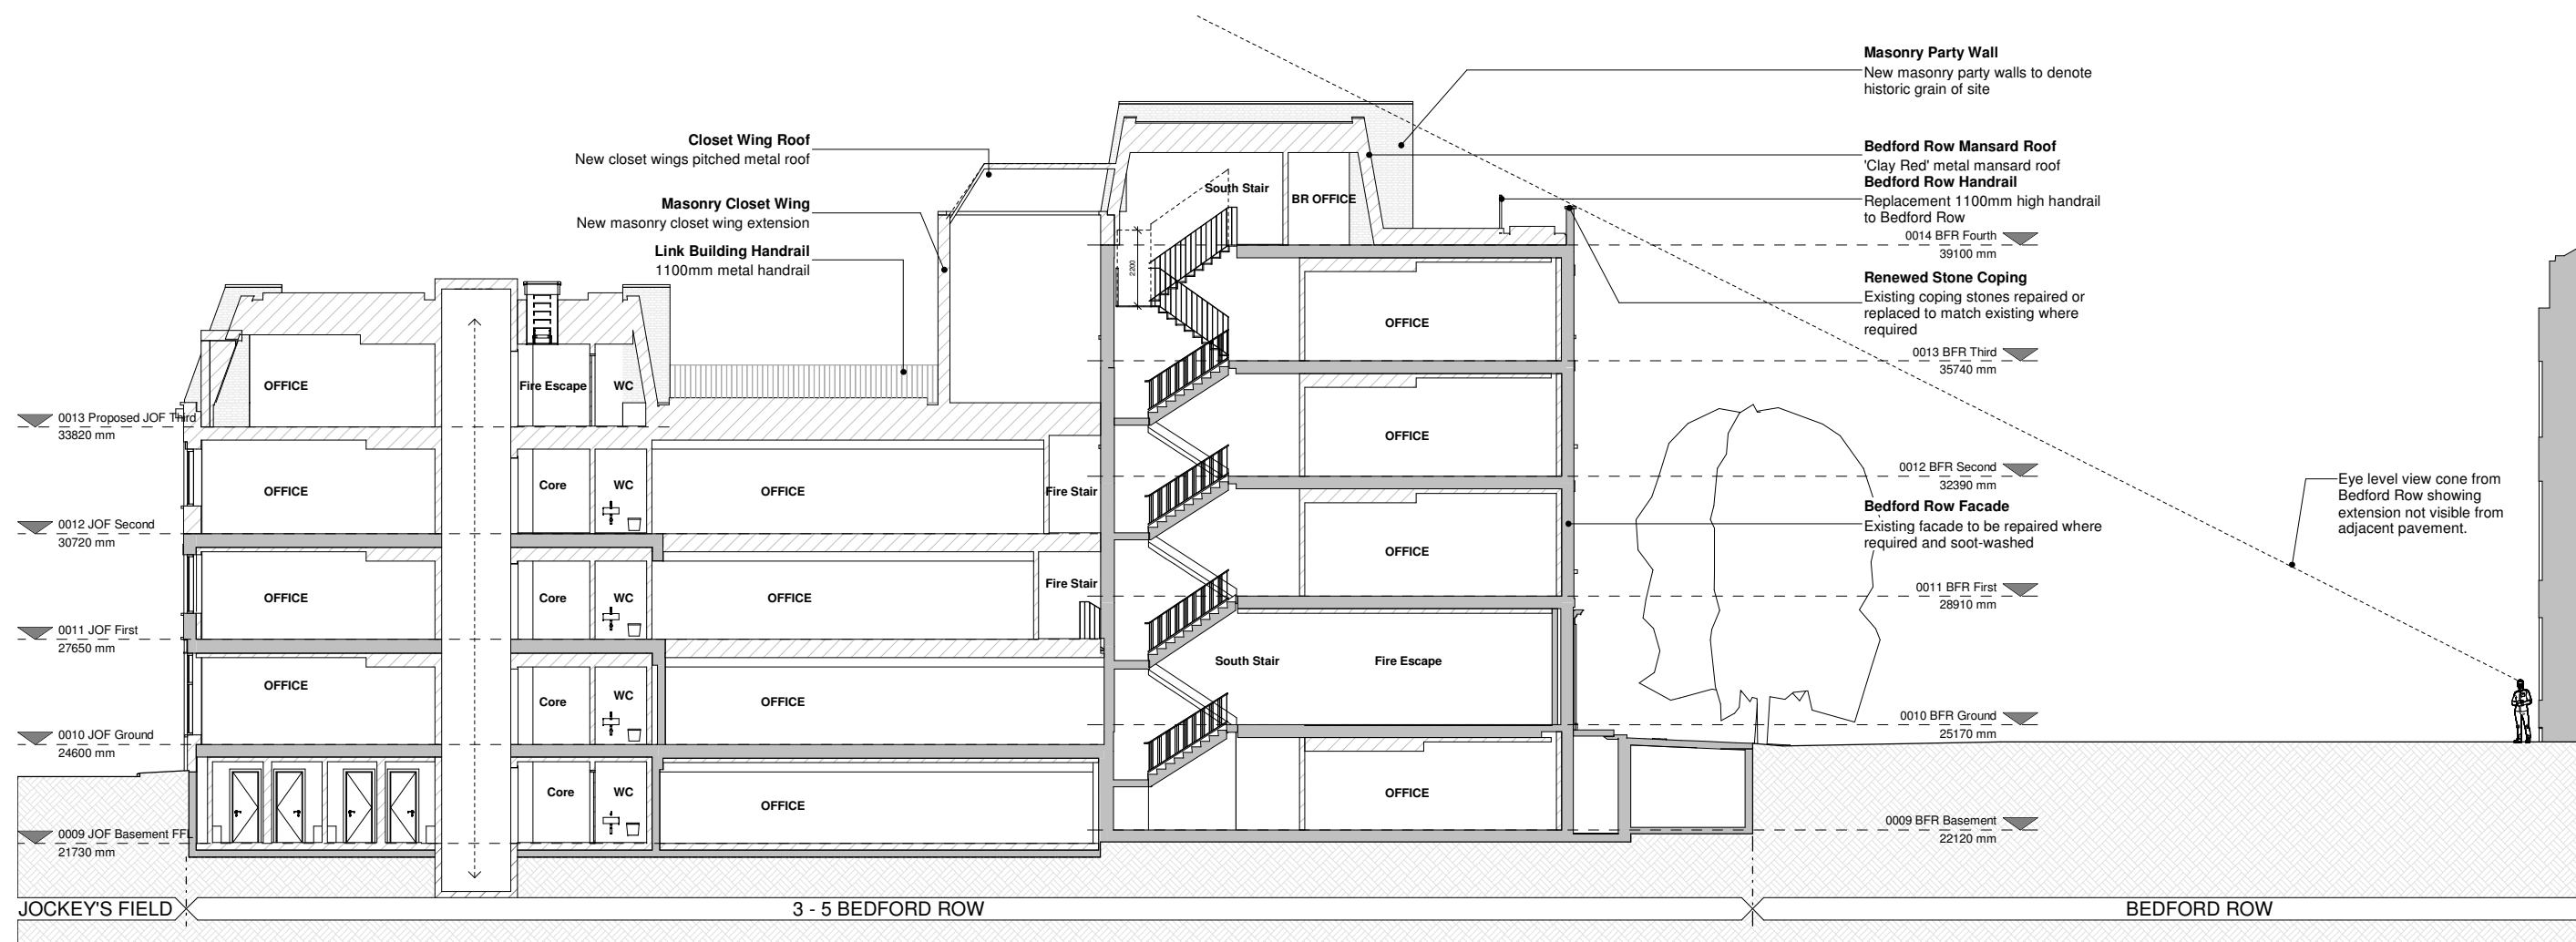 Masonry Party Wall
New masonry party walls to denote
historic grain of site
Closet Wing Roof
New closet wings pitched metal roof
Bedford Row Mansard Roof
'Clay Red' metal mansard roof
Bedford Row Handrail
Replacement 1100mm high handrail
to Bedford Row
Masonry Closet Wing
New masonry closet wing extension
Link Building Handrail
1100mm metal handrail
South Stair
BR OFFICE
2200
0014 BFR Fourth
39100 mm
Renewed Stone Coping
Existing coping stones repaired or
replaced to match existing where
required
OFFICE
0013 BFR Third
35740 mm
OFFICE
Fire Escape
WC
0013 Proposed JOF Third
33820 mm
OFFICE
0012 BFR Second
32390 mm
Eye level view cone from
Bedford Row showing
extension not visible from
adjacent pavement.
OFFICE
Core
WC
OFFICE
Fire Stair
Bedford Row Facade
Existing facade to be repaired where
required and soot-washed
0012 JOF Second
30720 mm
OFFICE
OFFICE
Core
WC
OFFICE
Fire Stair
0011 BFR First
28910 mm
0011 JOF First
27650 mm
South Stair
Fire Escape
OFFICE
Core
WC
OFFICE
0010 BFR Ground
25170 mm
0010 JOF Ground
24600 mm
Core
WC
OFFICE
OFFICE
0009 BFR Basement
22120 mm
0009 JOF Basement FFL
21730 mm
JOCKEY'S FIELD
3 - 5 BEDFORD ROW
BEDFORD ROW